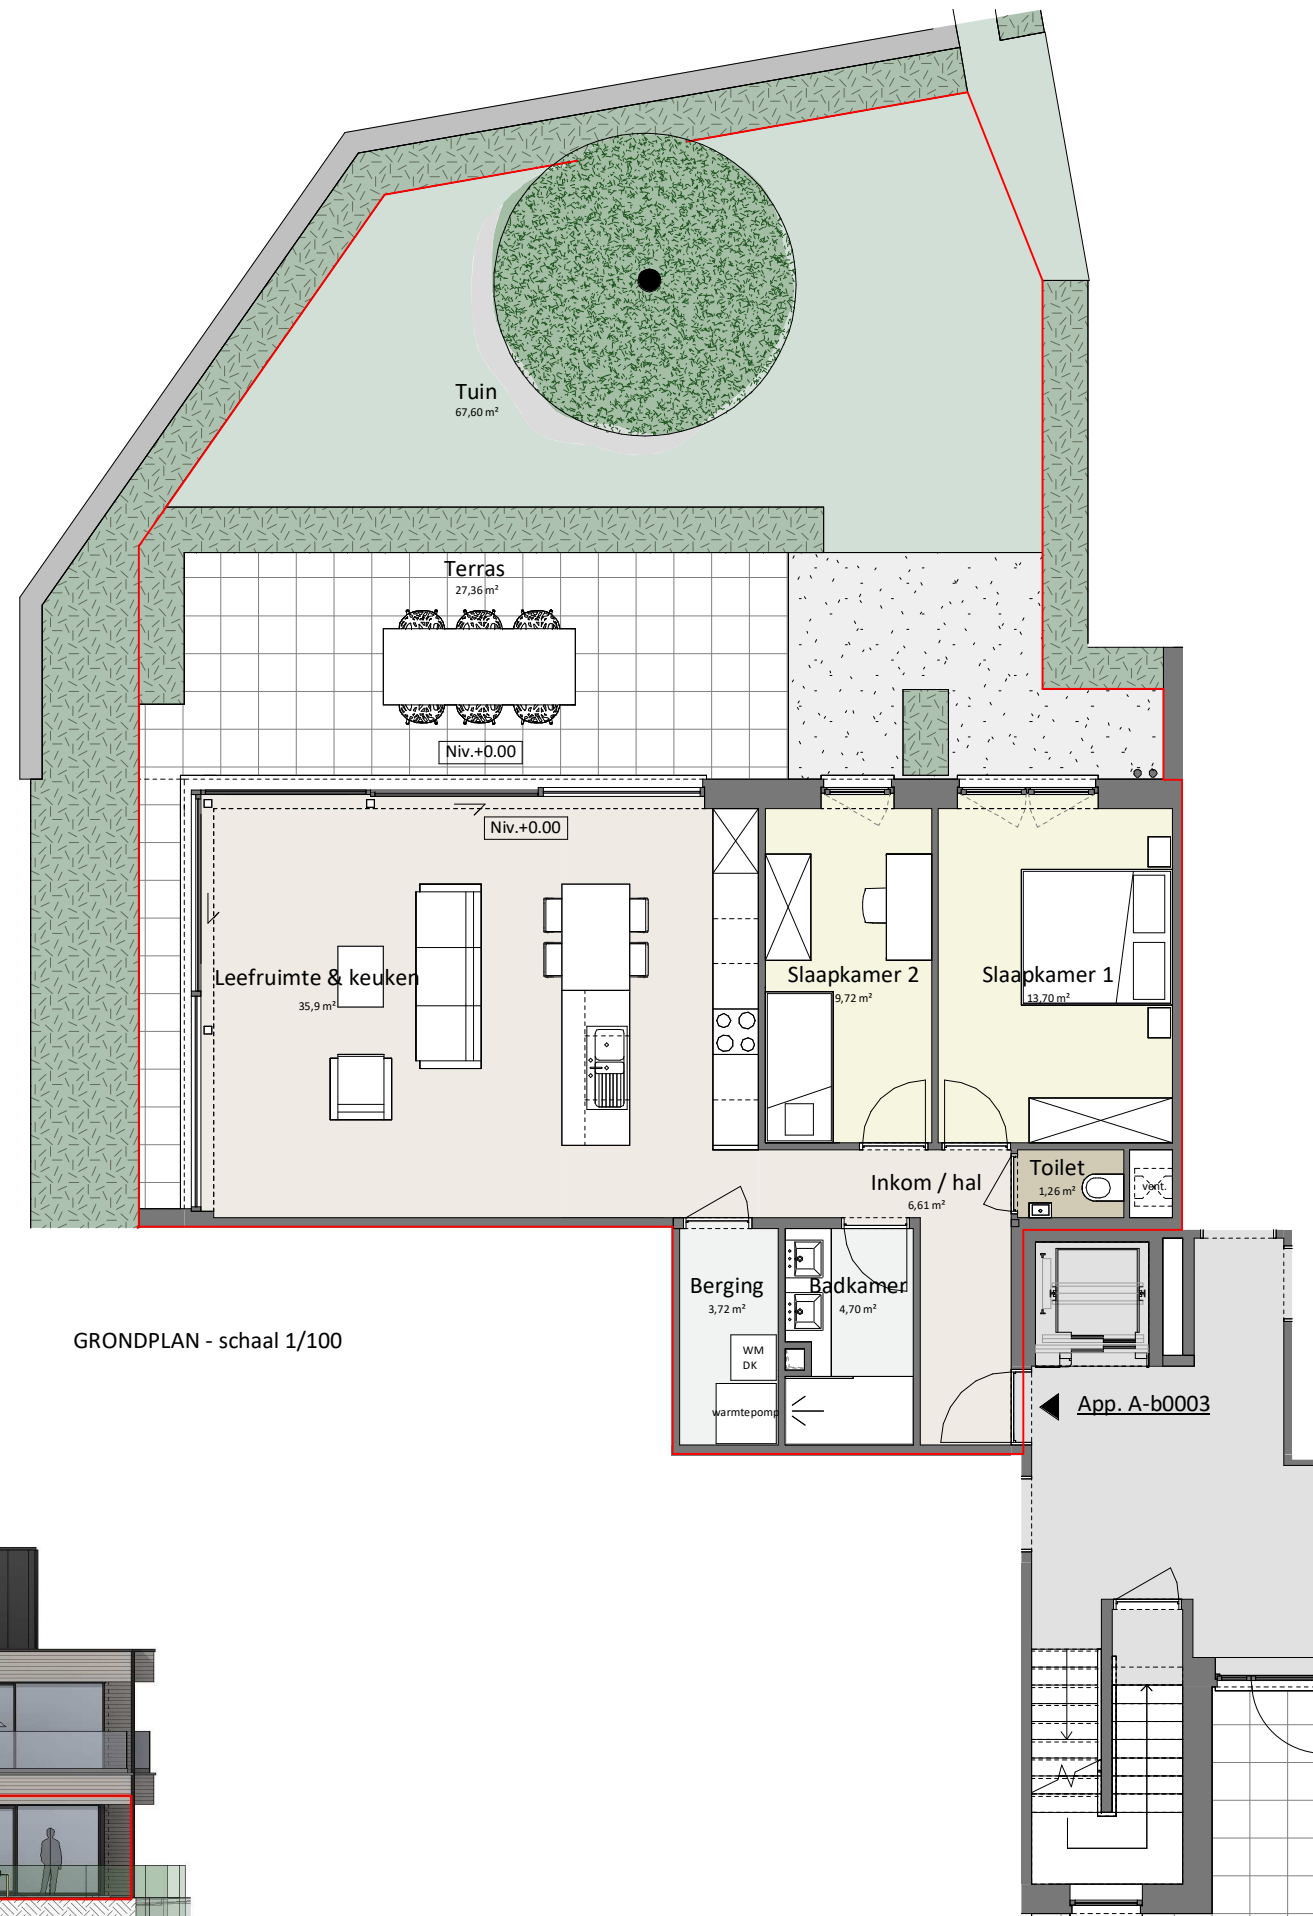 Tuin
67,60 m²
Terras
27,36 m²
Niv.+0.00
Niv.+0.00
Leefruimte & keuken
35,9 m²
Slaapkamer 2
9,72 m²
Slaapkamer 1
13,70 m²
Inkom / hal
6,61 m²
Toilet
1,26 m²
vent.
Berging
3,72 m²
Badkamer
4,70 m²
WM
DK
warmtepomp
GRONDPLAN - schaal 1/100
App. A-b0003